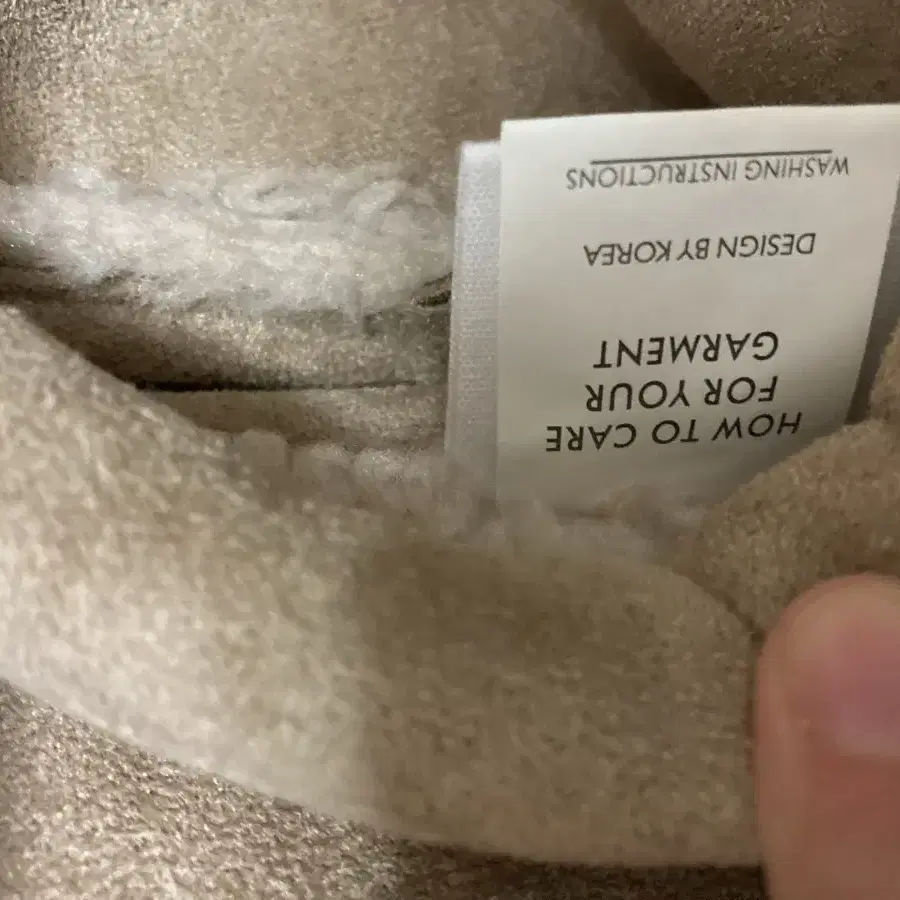 HOW TO CARE
FOR YOUR
GARMENT
DESIGN BY KOREA
WASHING INSTRUCTIONS